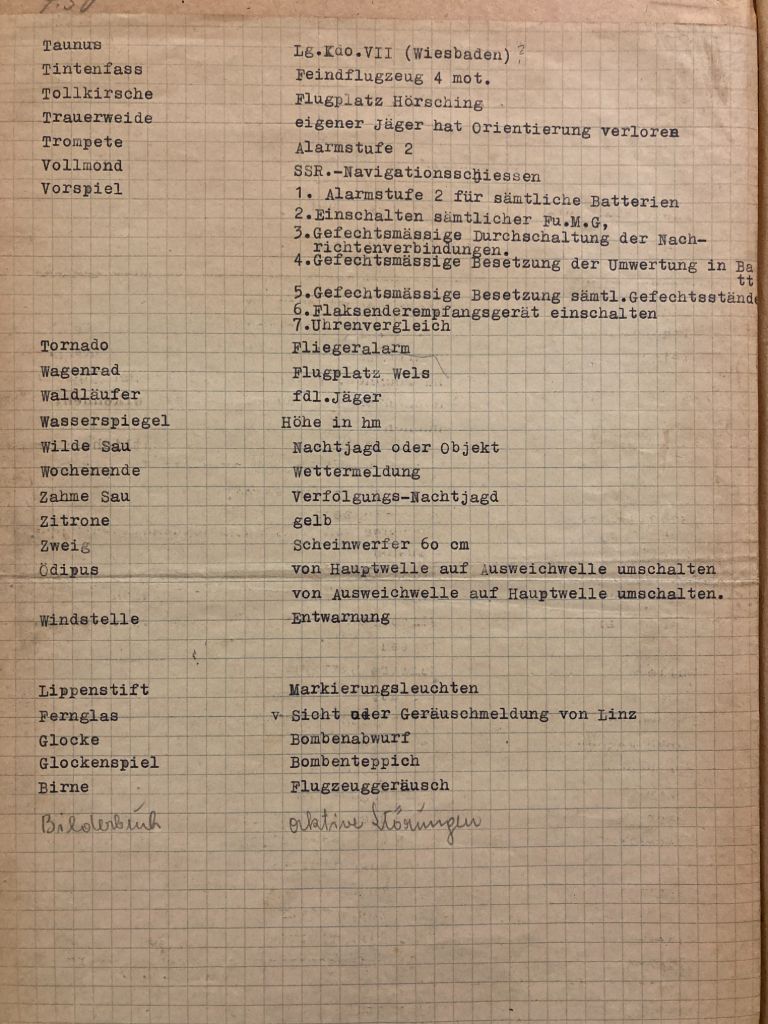 Taunus Lg.Kdo.VII (Wiesbaden) ?
Tintenfass Feindflugzeug 4 mot.
Tollkirsche Flugplatz Hörsching
Trauerweide eigener Jäger hat Orientierung verloren
Trompete Alarmstufe 2
Vollmond SSR.-Navigationsschiessen
Vorspiel 1. Alarmstufe 2 für sämtliche Batterien
2.Einschalten sämtlicher Fu.M.G,
3.Gefechtsmässige Durchschaltung der Nach-
richtenverbindungen.
4.Gefechtsmässige Besetzung der Umwertung in Ba
tt
5.Gefechtsmässige Besetzung sämtl.Gefechtsstände
6.Flaksenderempfangsgerät einschalten
7.Uhrenvergleich
Tornado Fliegeralarm
Wagenrad Flugplatz Wels
Waldläufer fdl.Jäger
Wasserspiegel Höhe in hm
Wilde Sau Nachtjagd oder Objekt
Wochenende Wettermeldung
Zahme Sau Verfolgungs-Nachtjagd
Zitrone gelb
Zweig Scheinwerfer 60 cm
Ödipus von Hauptwelle auf Ausweichwelle umschalten
von Ausweichwelle auf Hauptwelle umschalten.
Windstelle Entwarnung
Lippenstift Markierungsleuchten
Fernglas v Sicht oder Geräuschmeldung von Linz
Glocke Bombenabwurf
Glockenspiel Bombenteppich
Birne Flugzeuggeräusch
Bilderbuch aktive Störungen